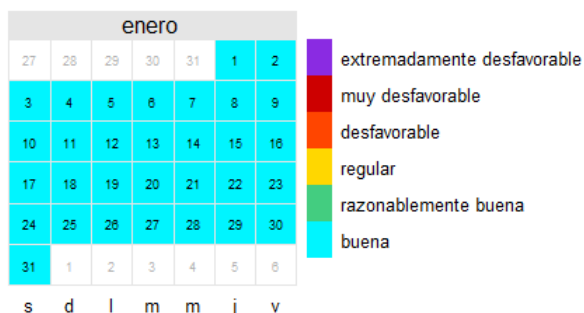 enero
27 28 29 30 31 1 2
3 4 5 6 7 8 9
10 11 12 13 14 15 16
17 18 19 20 21 22 23
24 25 26 27 28 29 30
31 1 2 3 4 5 6
s d l m m j v
extremadamente desfavorable
muy desfavorable
desfavorable
regular
razonablemente buena
buena